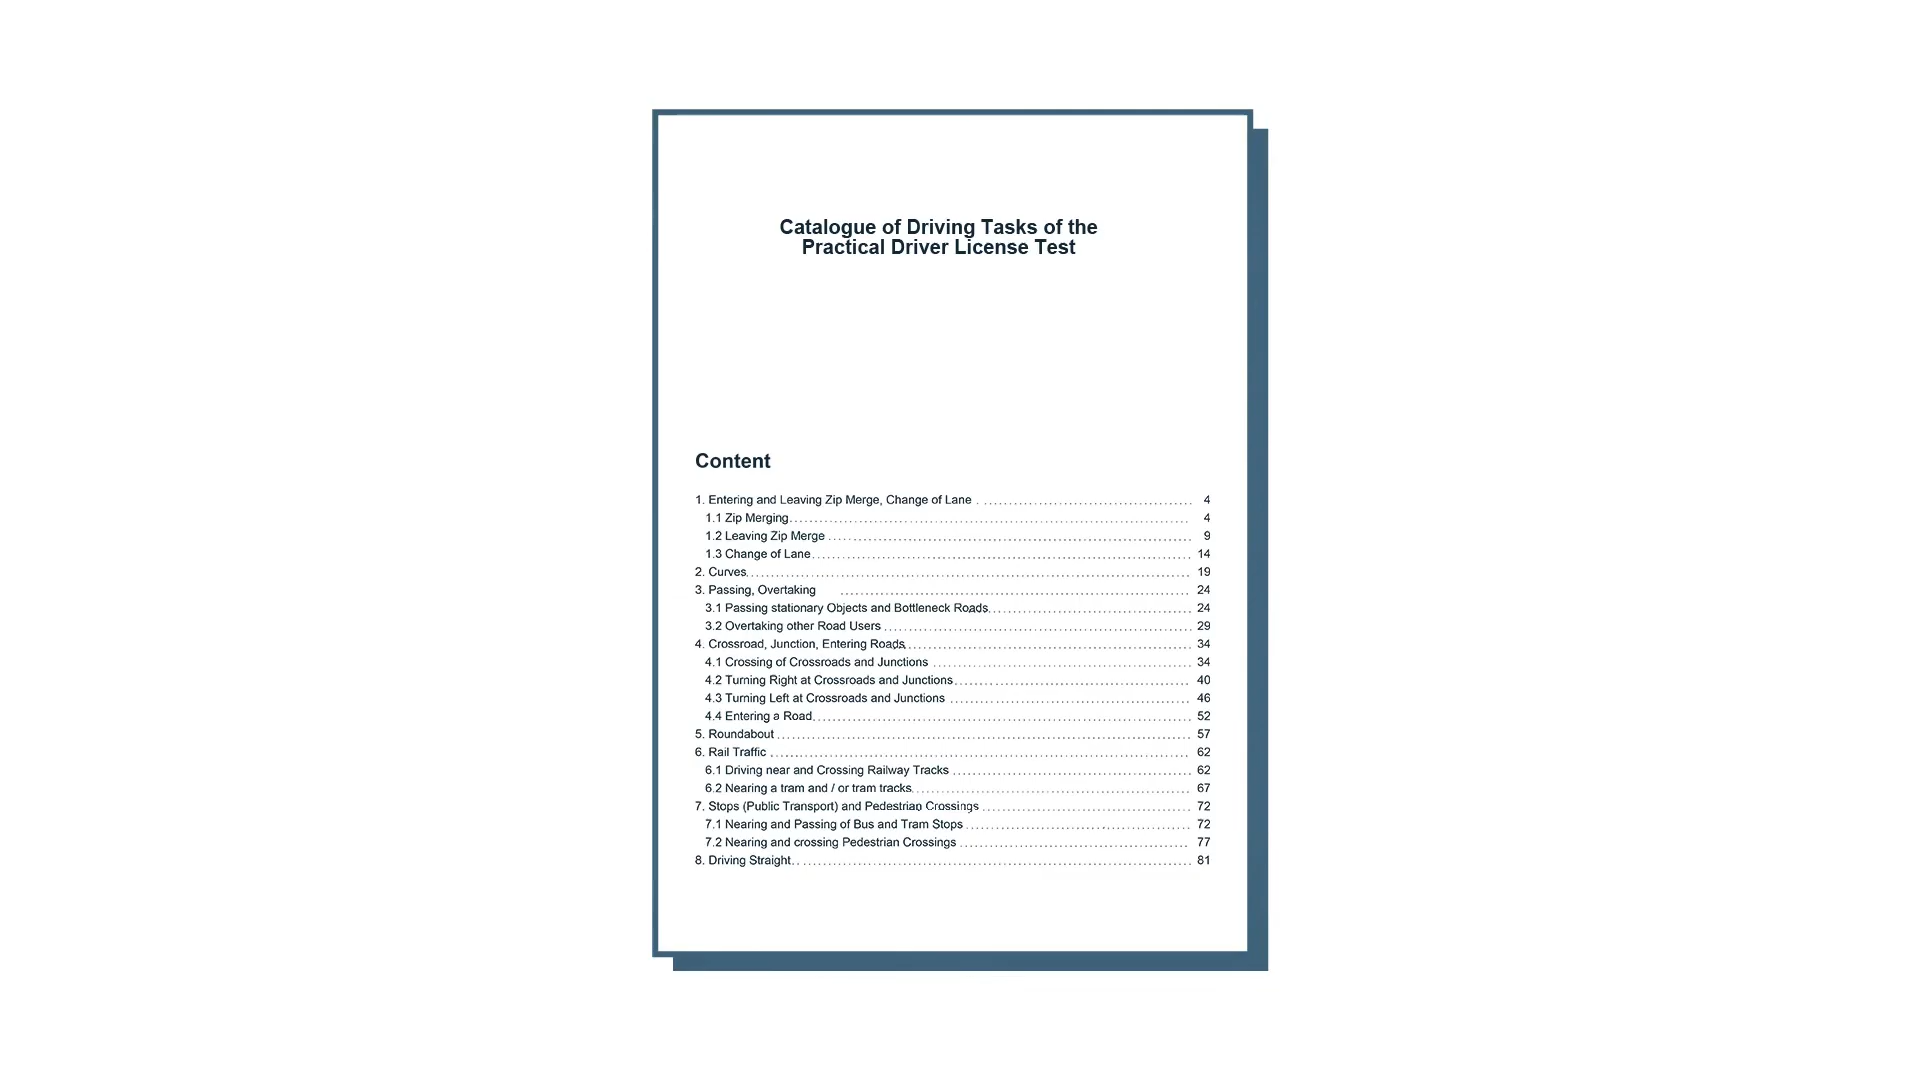 Catalogue of Driving Tasks of the
Practical Driver License Test
Content
1. Entering and Leaving Zip Merge, Change of Lane . .................................... 4
1.1 Zip Merging.................................... 4
1.2 Leaving Zip Merge .................................... 9
1.3 Change of Lane.................................... 14
2. Curves.................................... 19
3. Passing, Overtaking .................................... 24
3.1 Passing stationary Objects and Bottleneck Roads.................................... 24
3.2 Overtaking other Road Users .................................... 29
4. Crossroad, Junction, Entering Roads.................................... 34
4.1 Crossing of Crossroads and Junctions .................................... 34
4.2 Turning Right at Crossroads and Junctions.................................... 40
4.3 Turning Left at Crossroads and Junctions .................................... 46
4.4 Entering a Road.................................... 52
5. Roundabout .................................... 57
6. Rail Traffic .................................... 62
6.1 Driving near and Crossing Railway Tracks .................................... 62
6.2 Nearing a tram and / or tram tracks.................................... 67
7. Stops (Public Transport) and Pedestrian Crossings .................................... 72
7.1 Nearing and Passing of Bus and Tram Stops .................................... 72
7.2 Nearing and crossing Pedestrian Crossings .................................... 77
8. Driving Straight.................................... 81